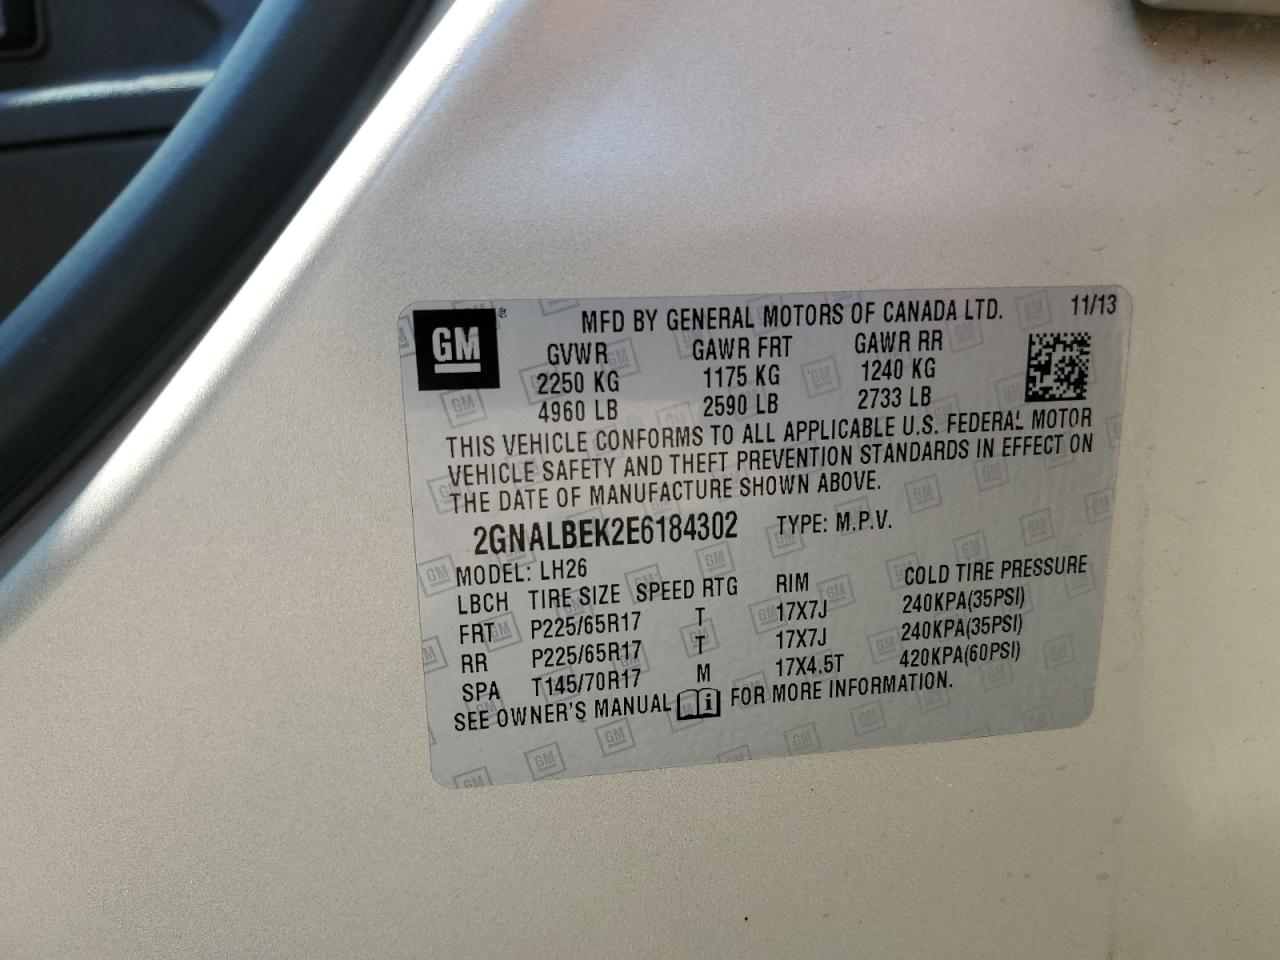 GM ® MFD BY GENERAL MOTORS OF CANADA LTD. 11/13
GVWR GAWR FRT GAWR RR
2250 KG 1175 KG 1240 KG
4960 LB 2590 LB 2733 LB
THIS VEHICLE CONFORMS TO ALL APPLICABLE U.S. FEDERAL MOTOR
VEHICLE SAFETY AND THEFT PREVENTION STANDARDS IN EFFECT ON
THE DATE OF MANUFACTURE SHOWN ABOVE.
2GNALBEK2E6184302 TYPE: M.P.V.
MODEL: LH26
LBCH TIRE SIZE SPEED RTG RIM COLD TIRE PRESSURE
FRT P225/65R17 T 17X7J 240KPA(35PSI)
RR P225/65R17 T 17X7J 240KPA(35PSI)
SPA T145/70R17 M 17X4.5T 420KPA(60PSI)
SEE OWNER'S MANUAL i FOR MORE INFORMATION.